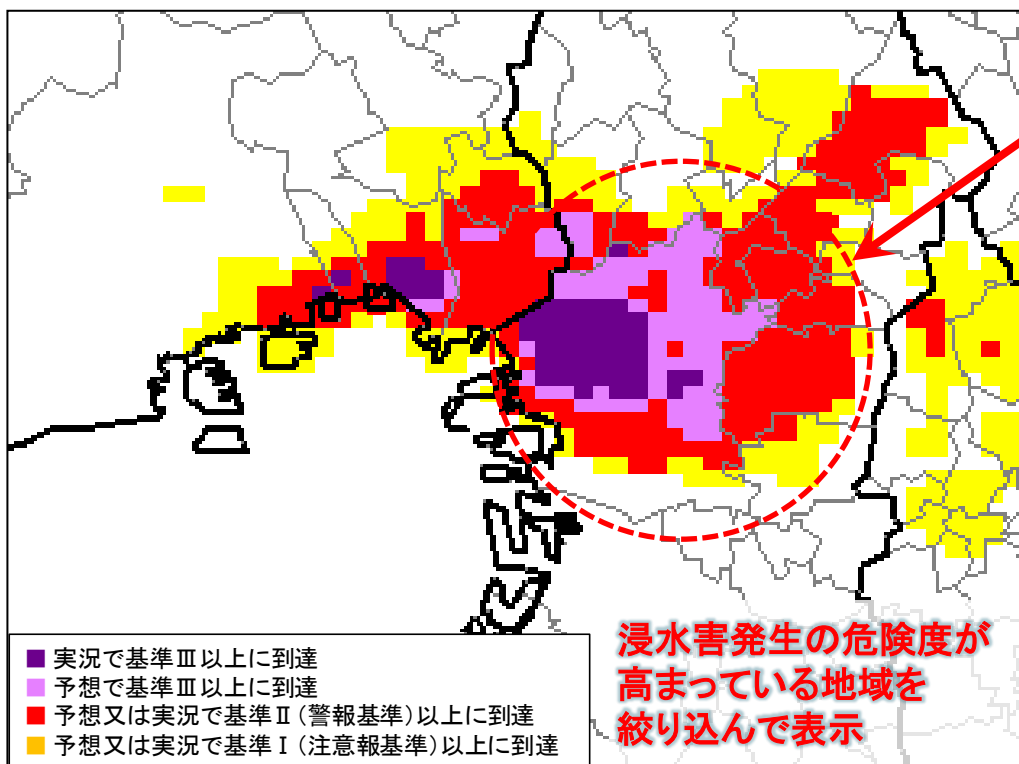 実況で基準Ⅲ以上に到達
予想で基準Ⅲ以上に到達
予想又は実況で基準Ⅱ(警報基準)以上に到達
予想又は実況で基準Ⅰ(注意報基準)以上に到達
浸水害発生の危険度が
高まっている地域を
絞り込んで表示